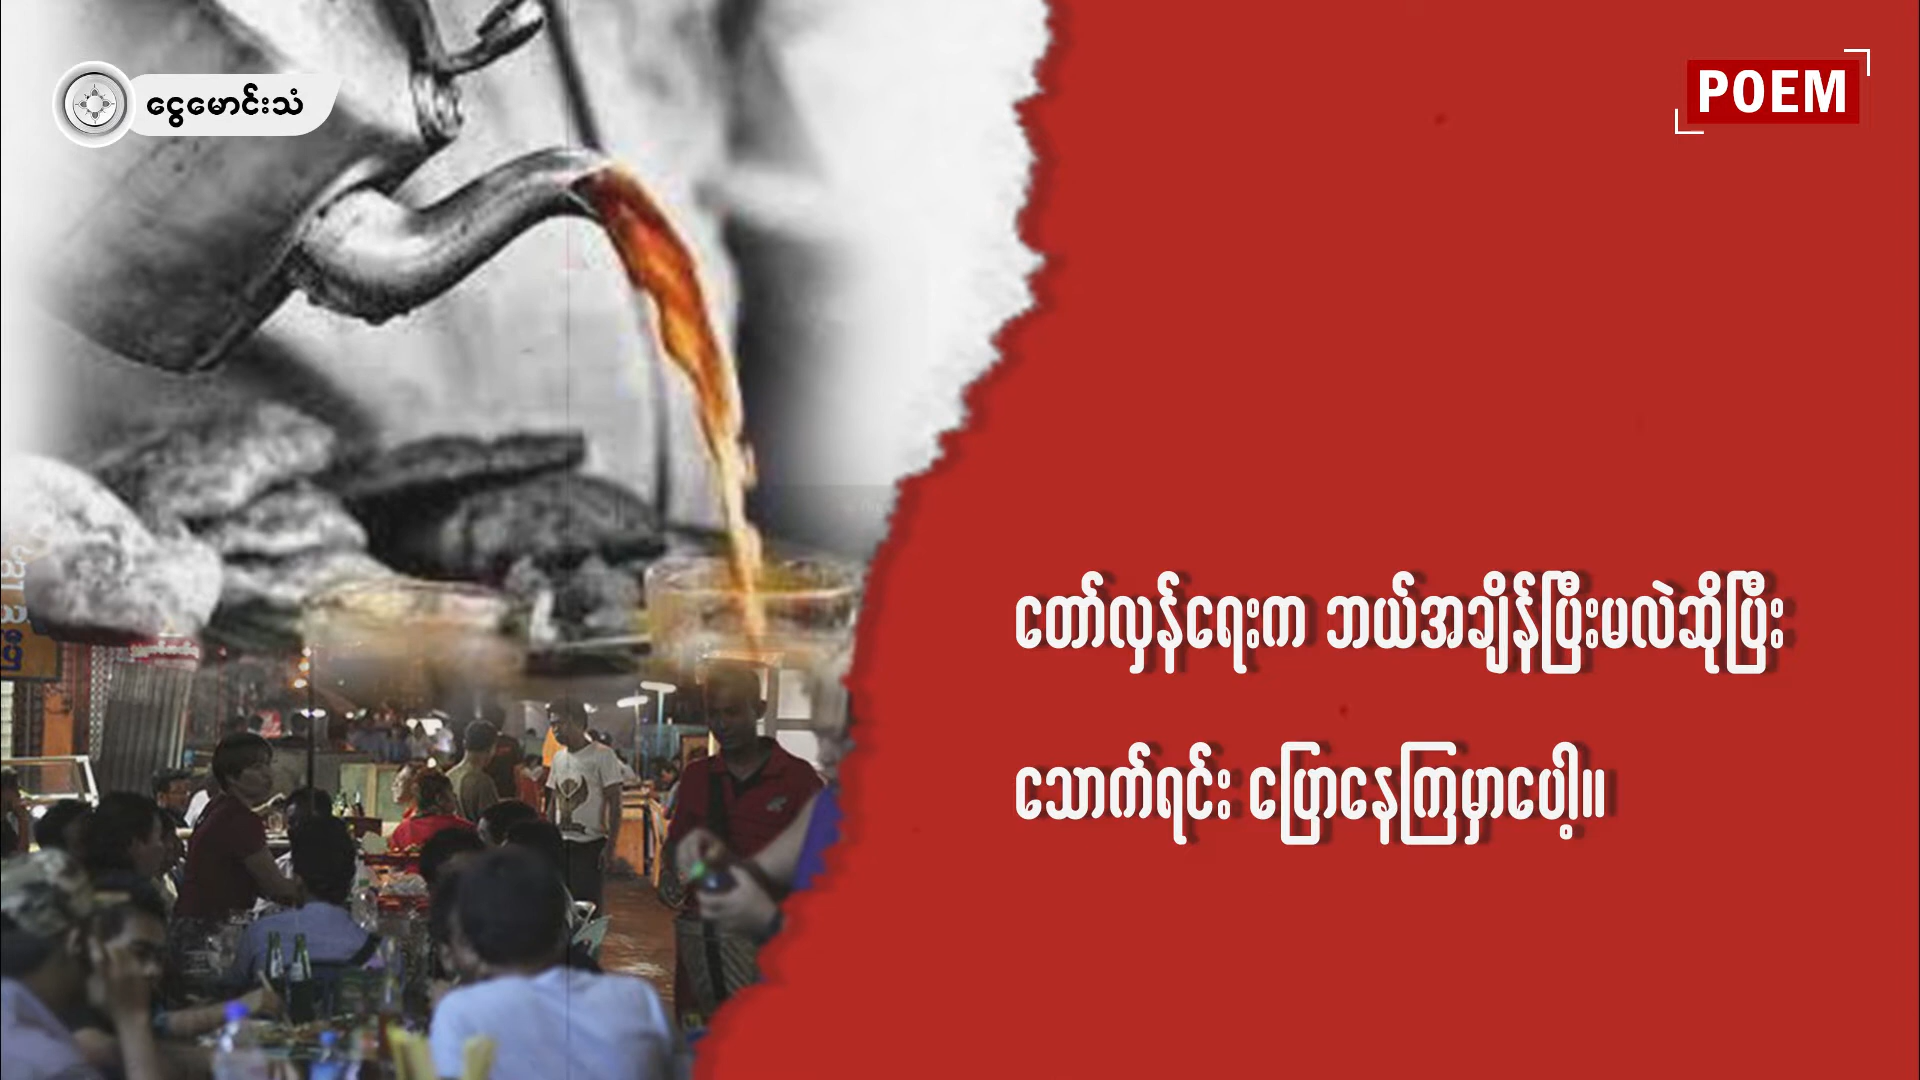 ငွေမောင်းသံ
POEM
တော်လှန်ရေးက ဘယ်အချိန်ပြီးမလဲဆိုပြီး
သောက်ရင်း ပြောနေကြမှာပေါ့။